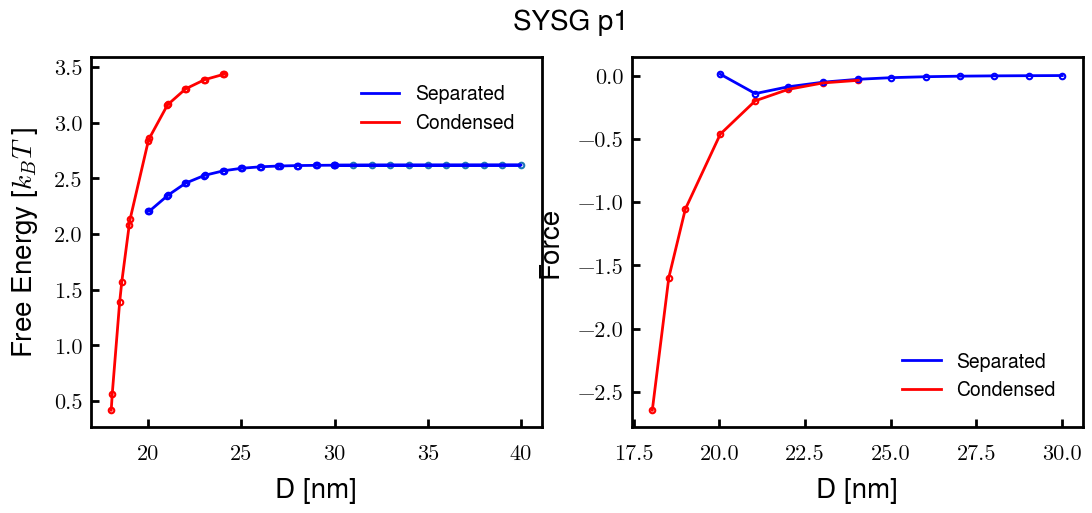 SYSG p1
Free Energy [$k_BT$]
3.5
3.0
2.5
2.0
1.5
1.0
0.5
20
25
30
35
40
D [nm]
Separated
Condensed
Force
0.0
−0.5
−1.0
−1.5
−2.0
−2.5
17.5
20.0
22.5
25.0
27.5
30.0
D [nm]
Separated
Condensed